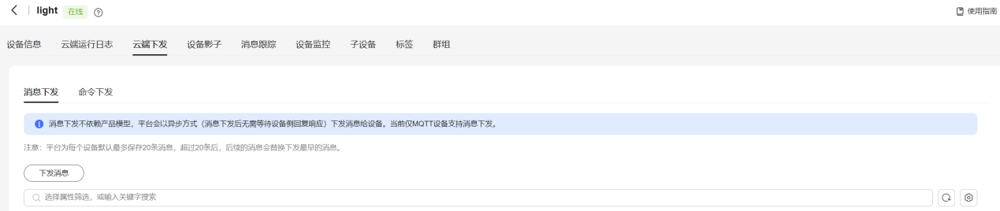 light 在线 使用指南
设备信息 云端运行日志 云端下发 设备影子 消息跟踪 设备监控 子设备 标签 群组
消息下发 命令下发
消息下发不依赖产品模型，平台会以异步方式（消息下发后无需等待设备侧回复响应）下发消息给设备。当前仅MQTT设备支持消息下发。
注意：平台为每个设备默认最多保存20条消息，超过20条后，后续的消息会替换下发最早的消息。
下发消息
选择属性筛选，或输入关键字搜索